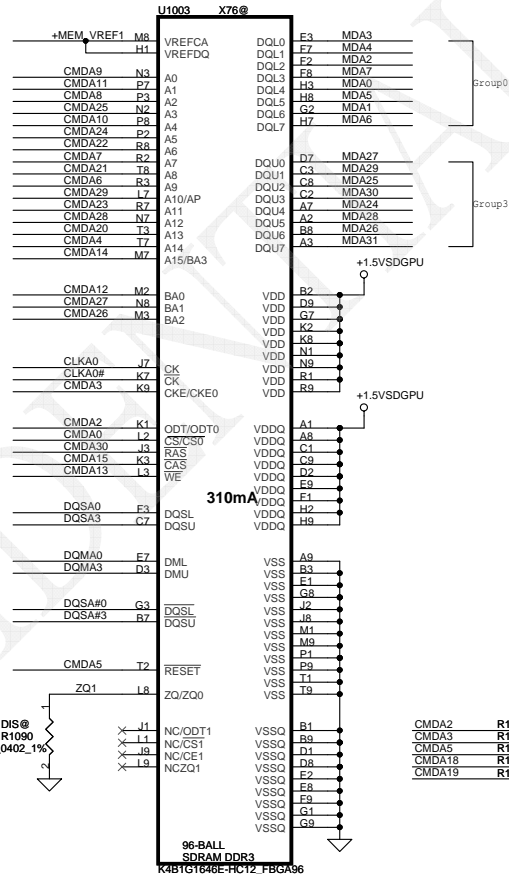 U1003 X76@
+MEM_VREF1 M8 VREFCA DQL0 E3 MDA3
H1 VREFDQ DQL1 F7 MDA4
DQL2 F2 MDA2
CMDA9 N3 A0 DQL3 F8 MDA7
CMDA11 P7 A1 DQL4 H3 MDA0 Group0
CMDA8 P3 A2 DQL5 H8 MDA5
CMDA25 N2 A3 DQL6 G2 MDA1
CMDA10 P8 A4 DQL7 H7 MDA6
CMDA24 P2 A5
CMDA22 R8 A6
CMDA7 R2 A7 DQU0 D7 MDA27
CMDA21 T8 A8 DQU1 C3 MDA29
CMDA6 R3 A9 DQU2 C8 MDA25
CMDA29 L7 A10/AP DQU3 C2 MDA30
CMDA23 R7 A11 DQU4 A7 MDA24 Group3
CMDA28 N7 A12 DQU5 A2 MDA28
CMDA20 T3 A13 DQU6 B8 MDA26
CMDA4 T7 A14 DQU7 A3 MDA31
CMDA14 M7 A15/BA3
+1.5VSDGPU
CMDA12 M2 BA0 VDD B2
CMDA27 N8 BA1 VDD D9
CMDA26 M3 BA2 VDD G7
VDD K2
VDD K8
VDD N1
CLKA0 J7 CK VDD N9
CLKA0# K7 CK VDD R1
CMDA3 K9 CKE/CKE0 VDD R9
+1.5VSDGPU
CMDA2 K1 ODT/ODT0 VDDQ A1
CMDA0 L2 CS/CS0 VDDQ A8
CMDA30 J3 RAS VDDQ C1
CMDA15 K3 CAS VDDQ C9
CMDA13 L3 WE VDDQ D2
VDDQ E9
310mA VDDQ F1
DQSA0 F3 DQSL VDDQ H2
DQSA3 C7 DQSU VDDQ H9
DQMA0 E7 DML VSS A9
DQMA3 D3 DMU VSS B3
VSS E1
VSS G8
DQSA#0 G3 DQSL VSS J2
DQSA#3 B7 DQSU VSS J8
VSS M1
VSS M9
VSS P1
CMDA5 T2 RESET VSS P9
VSS T1
ZQ1 L8 ZQ/ZQ0 VSS T9
DIS@
R1090
0402_1%
1
2
J1 NC/ODT1 VSSQ B1
L1 NC/CS1 VSSQ B9
J9 NC/CE1 VSSQ D1
L9 NCZQ1 VSSQ D8
VSSQ E2
VSSQ E8
VSSQ F9
VSSQ G1
VSSQ G9
CMDA2 R1
CMDA3 R1
CMDA5 R1
CMDA18 R1
CMDA19 R1
96-BALL
SDRAM DDR3
K4B1G1646E-HC12_FBGA96